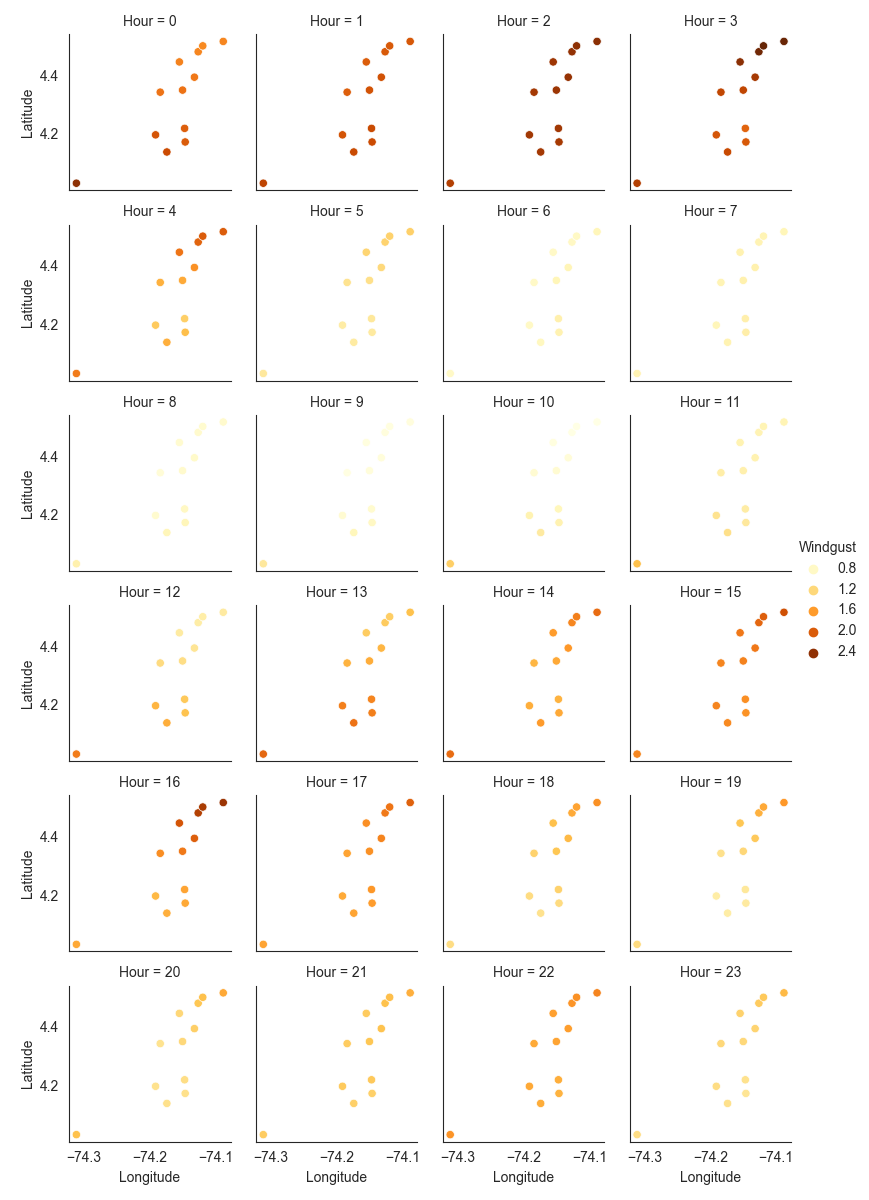 Hour = 0 Hour = 1 Hour = 2 Hour = 3
4.4
Latitude
4.2
Hour = 4 Hour = 5 Hour = 6 Hour = 7
4.4
Latitude
4.2
Hour = 8 Hour = 9 Hour = 10 Hour = 11
4.4
Latitude
4.2
Windgust
0.8
1.2
1.6
2.0
2.4
Hour = 12 Hour = 13 Hour = 14 Hour = 15
4.4
Latitude
4.2
Hour = 16 Hour = 17 Hour = 18 Hour = 19
4.4
Latitude
4.2
Hour = 20 Hour = 21 Hour = 22 Hour = 23
4.4
Latitude
4.2
−74.3 −74.2 −74.1 −74.3 −74.2 −74.1 −74.3 −74.2 −74.1 −74.3 −74.2 −74.1
Longitude Longitude Longitude Longitude